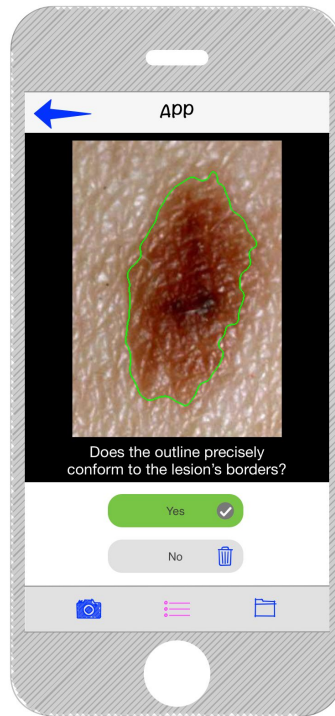 App
Does the outline precisely
conform to the lesion's borders?
Yes
No